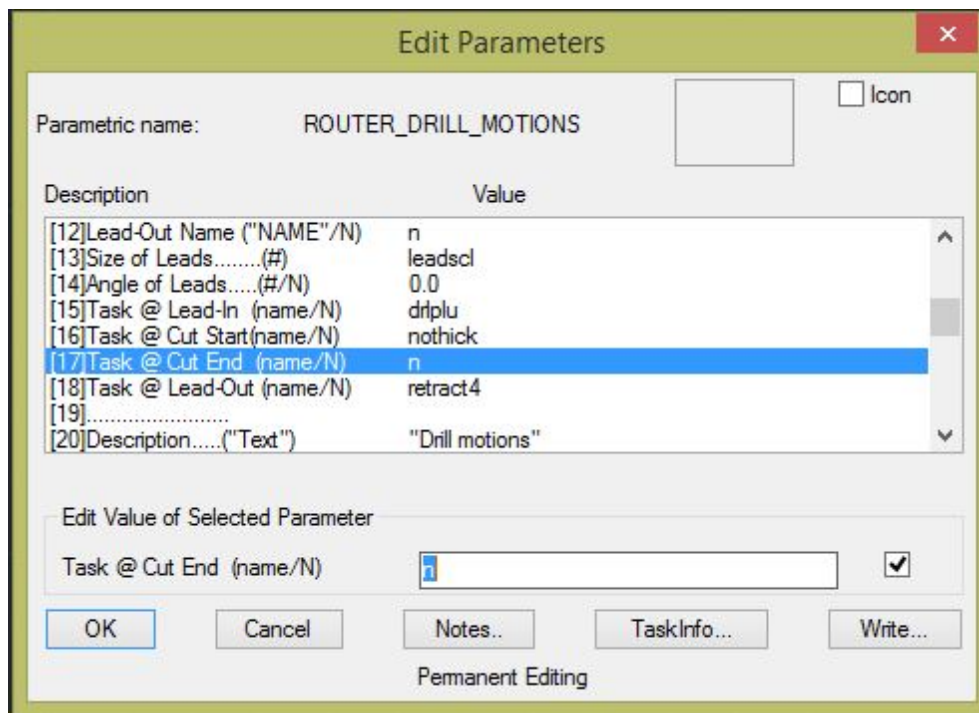 Edit Parameters
Icon
Parametric name: ROUTER_DRILL_MOTIONS
Description Value
[12]Lead-Out Name ("NAME"/N) n
[13]Size of Leads........(#) leadscl
[14]Angle of Leads.....(#/N) 0.0
[15]Task @ Lead-In (name/N) drlplu
[16]Task @ Cut Start(name/N) nothick
[17]Task @ Cut End (name/N) n
[18]Task @ Lead-Out (name/N) retract4
[19]........................
[20]Description.....("Text") "Drill motions"
Edit Value of Selected Parameter
Task @ Cut End (name/N) n
OK Cancel Notes.. TaskInfo... Write...
Permanent Editing